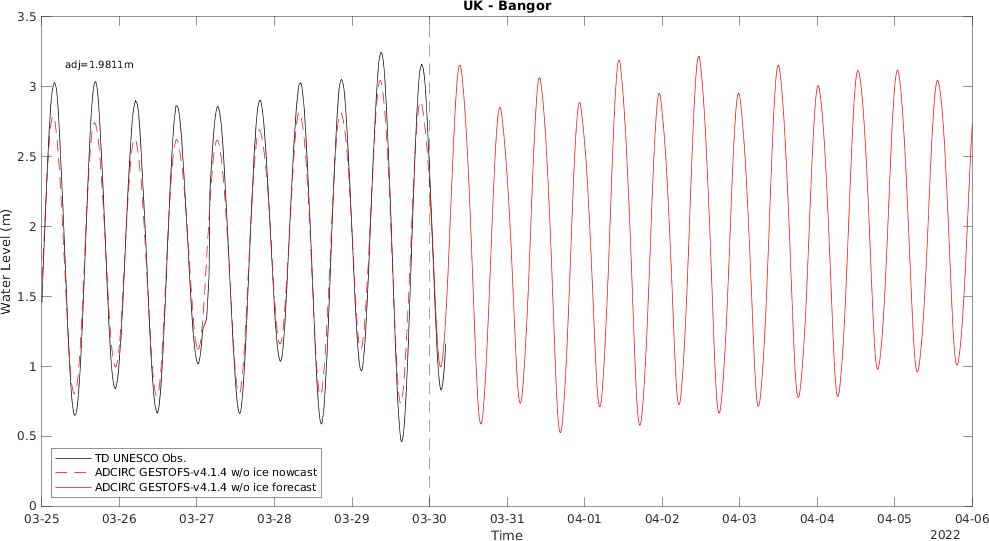 UK - Bangor
adj=1.9811m
Water Level (m)
3.5
3
2.5
2
1.5
1
0.5
0
TD UNESCO Obs.
ADCIRC GESTOFS-v4.1.4 w/o ice nowcast
ADCIRC GESTOFS-v4.1.4 w/o ice forecast
03-25 03-26 03-27 03-28 03-29 03-30 03-31 04-01 04-02 04-03 04-04 04-05 04-06
Time
2022